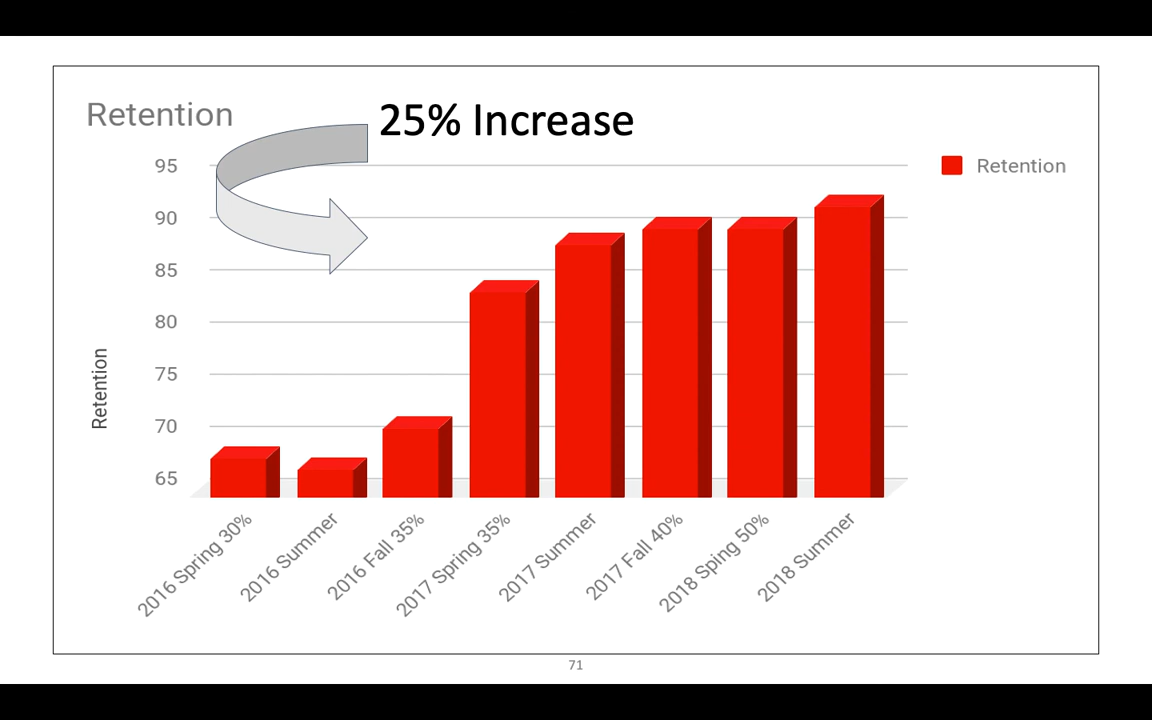 Retention
25% Increase
95
Retention
90
85
80
75
70
65
Retention
2016 Spring 30%
2016 Summer
2016 Fall 35%
2017 Spring 35%
2017 Summer
2017 Fall 40%
2018 Sping 50%
2018 Summer
71